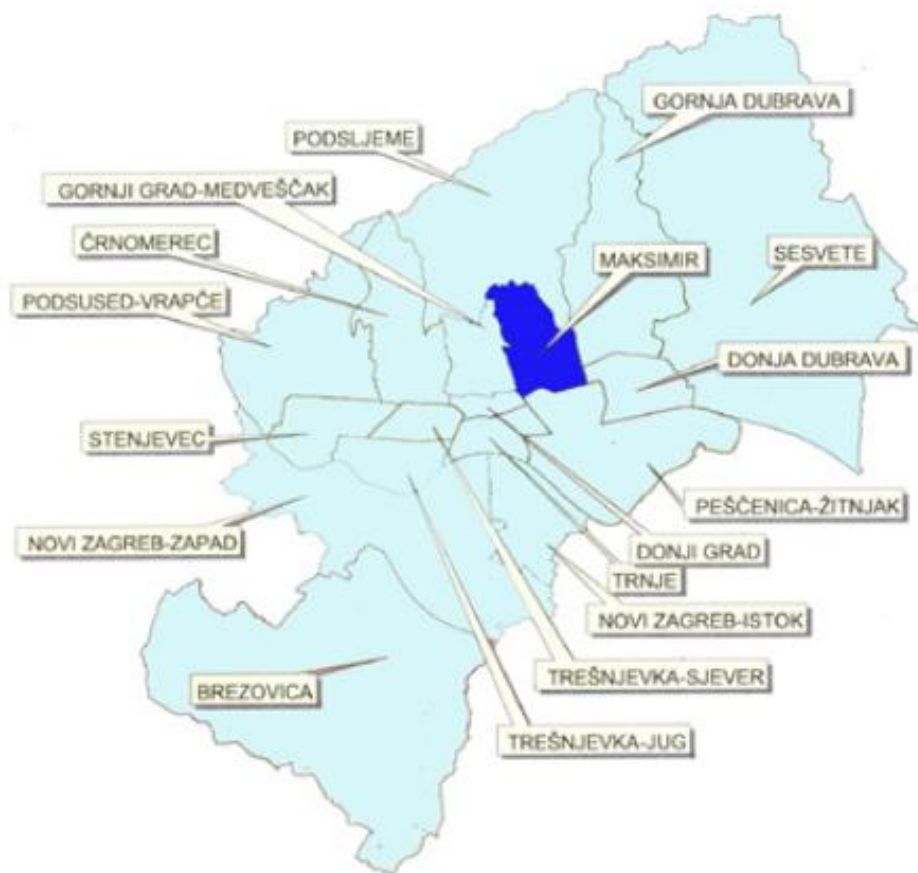 GORNJA DUBRAVA
PODSLJEME
GORNJI GRAD-MEDVEŠČAK
ČRNOMEREC
MAKSIMIR
SESVETE
PODSUSED-VRAPČE
DONJA DUBRAVA
STENJEVEC
PEŠČENICA-ŽITNJAK
NOVI ZAGREB-ZAPAD
DONJI GRAD
TRNJE
NOVI ZAGREB-ISTOK
TREŠNJEVKA-SJEVER
BREZOVICA
TREŠNJEVKA-JUG